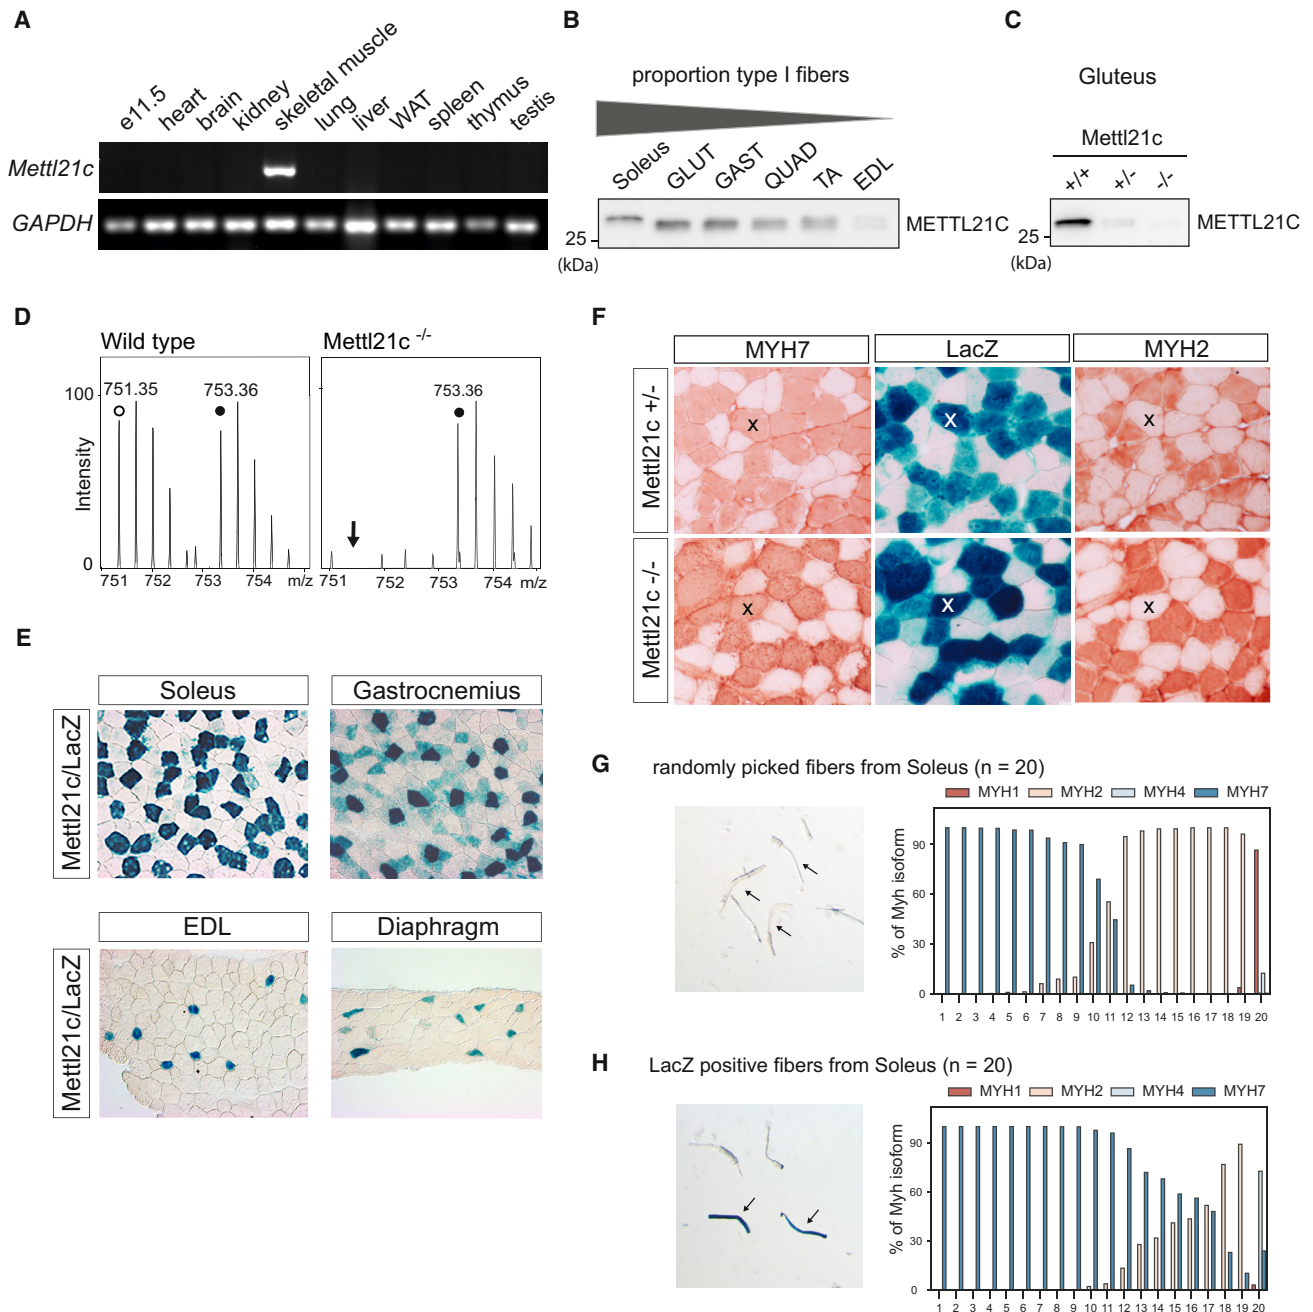 A
e11.5
heart
brain
kidney
skeletal muscle
lung
liver
WAT
spleen
thymus
testis
Mettl21c
GAPDH
B
proportion type I fibers
Soleus
GLUT
GAST
QUAD
TA
EDL
METTL21C
25
(kDa)
C
Gluteus
Mettl21c
+/+
+/-
-/-
METTL21C
25
(kDa)
D
Wild type
Mettl21c -/-
100
751.35
753.36
753.36
Intensity
0
751 752 753 754 m/z
751 752 753 754 m/z
E
Soleus
Gastrocnemius
Mettl21c/LacZ
EDL
Diaphragm
Mettl21c/LacZ
F
MYH7
LacZ
MYH2
Mettl21c +/-
x
x
x
Mettl21c -/-
x
x
x
G
randomly picked fibers from Soleus (n = 20)
MYH1 MYH2 MYH4 MYH7
% of Myh isoform
90
60
30
0
1 2 3 4 5 6 7 8 9 10 11 12 13 14 15 16 17 18 19 20
H
LacZ positive fibers from Soleus (n = 20)
MYH1 MYH2 MYH4 MYH7
% of Myh isoform
90
60
30
0
1 2 3 4 5 6 7 8 9 10 11 12 13 14 15 16 17 18 19 20